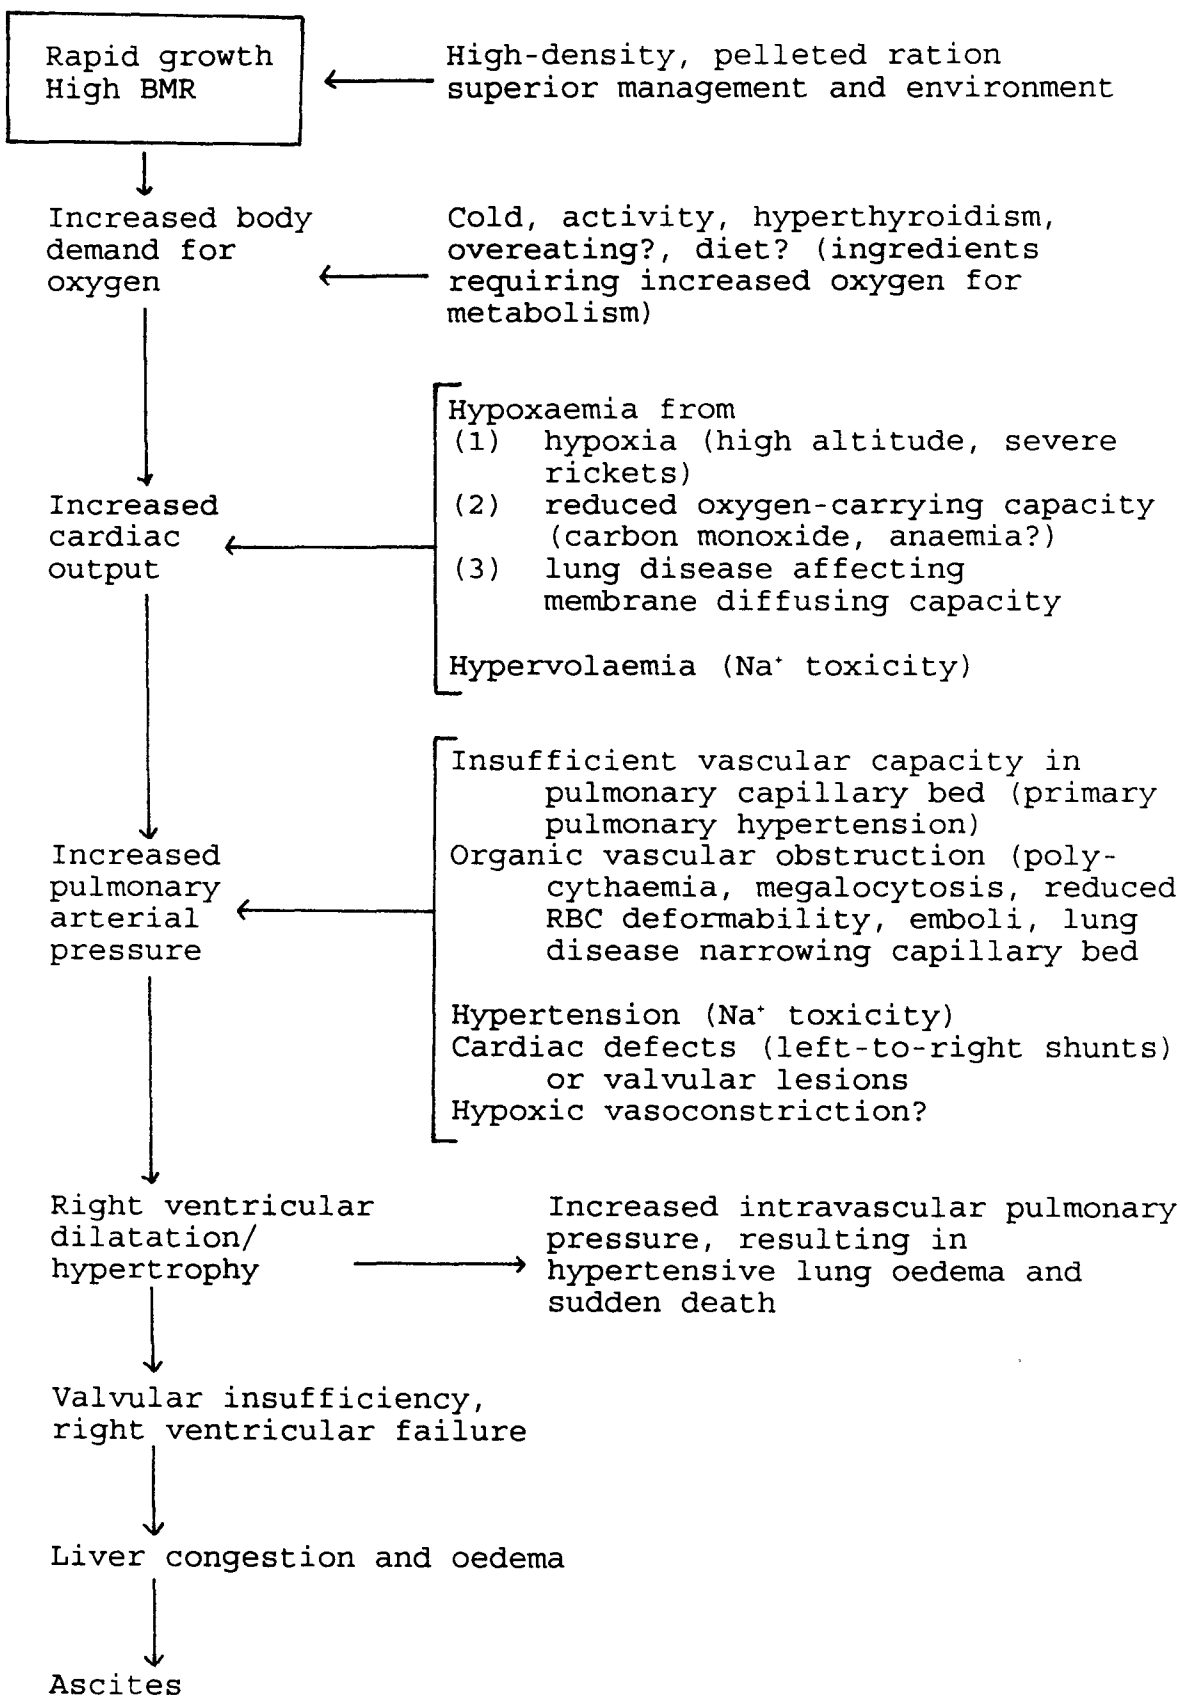 Rapid growth
High BMR
High-density, pelleted ration
superior management and environment
Increased body
demand for
oxygen
Cold, activity, hyperthyroidism,
overeating?, diet? (ingredients
requiring increased oxygen for
metabolism)
Increased
cardiac
output
Hypoxaemia from
(1) hypoxia (high altitude, severe
rickets)
(2) reduced oxygen-carrying capacity
(carbon monoxide, anaemia?)
(3) lung disease affecting
membrane diffusing capacity
Hypervolaemia (Na⁺ toxicity)
Increased
pulmonary
arterial
pressure
Insufficient vascular capacity in
pulmonary capillary bed (primary
pulmonary hypertension)
Organic vascular obstruction (poly-
cythaemia, megalocytosis, reduced
RBC deformability, emboli, lung
disease narrowing capillary bed
Hypertension (Na⁺ toxicity)
Cardiac defects (left-to-right shunts)
or valvular lesions
Hypoxic vasoconstriction?
Right ventricular
dilatation/
hypertrophy
Increased intravascular pulmonary
pressure, resulting in
hypertensive lung oedema and
sudden death
Valvular insufficiency,
right ventricular failure
Liver congestion and oedema
Ascites